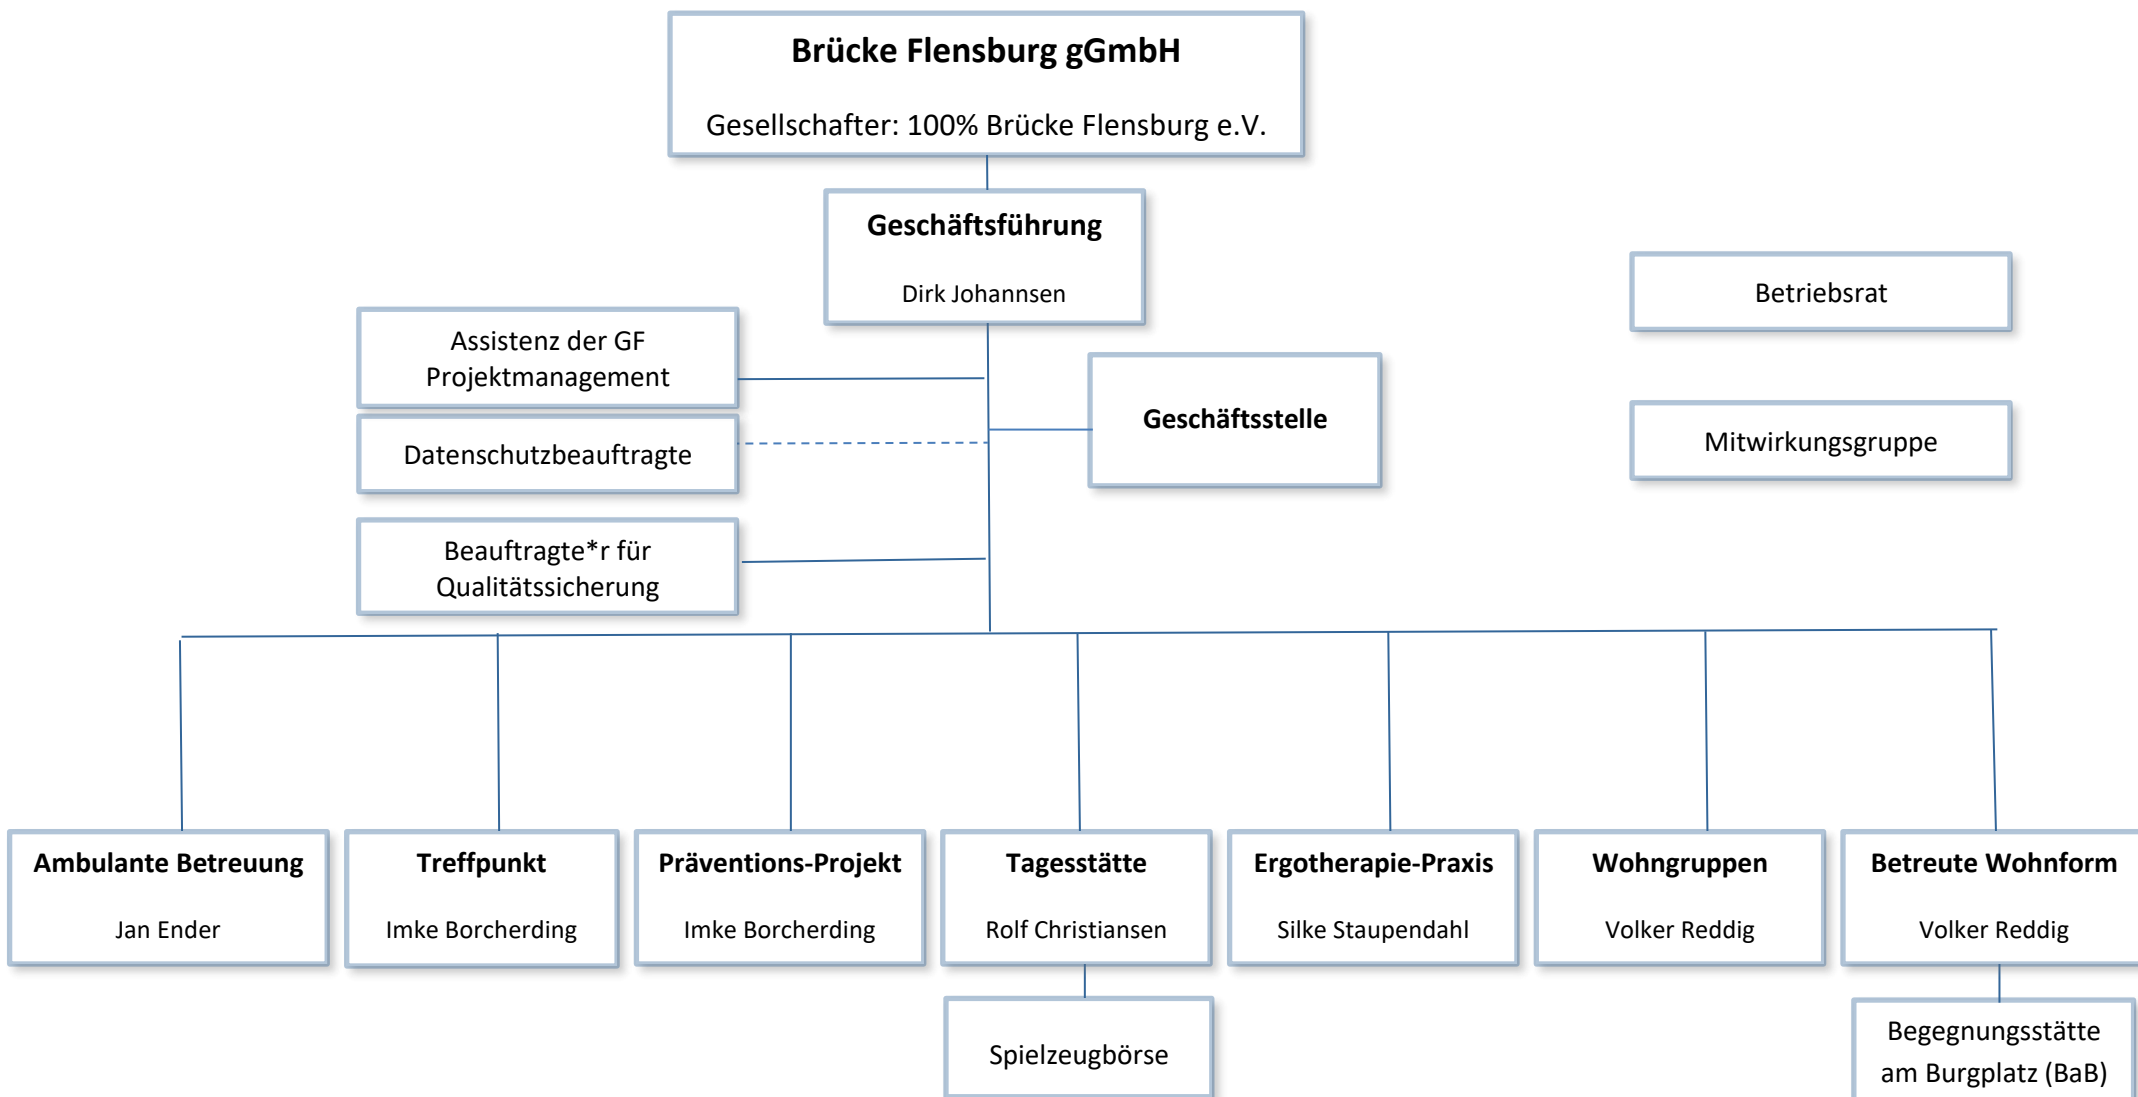 Brücke Flensburg gGmbH
Gesellschafter: 100% Brücke Flensburg e.V.
Geschäftsführung
Dirk Johannsen
Betriebsrat
Assistenz der GF
Projektmanagement
Geschäftsstelle
Mitwirkungsgruppe
Datenschutzbeauftragte
Beauftragte*r für
Qualitätssicherung
Ambulante Betreuung
Jan Ender
Treffpunkt
Imke Borcherding
Präventions-Projekt
Imke Borcherding
Tagesstätte
Rolf Christiansen
Ergotherapie-Praxis
Silke Staupendahl
Wohngruppen
Volker Reddig
Betreute Wohnform
Volker Reddig
Spielzeugbörse
Begegnungsstätte
am Burgplatz (BaB)